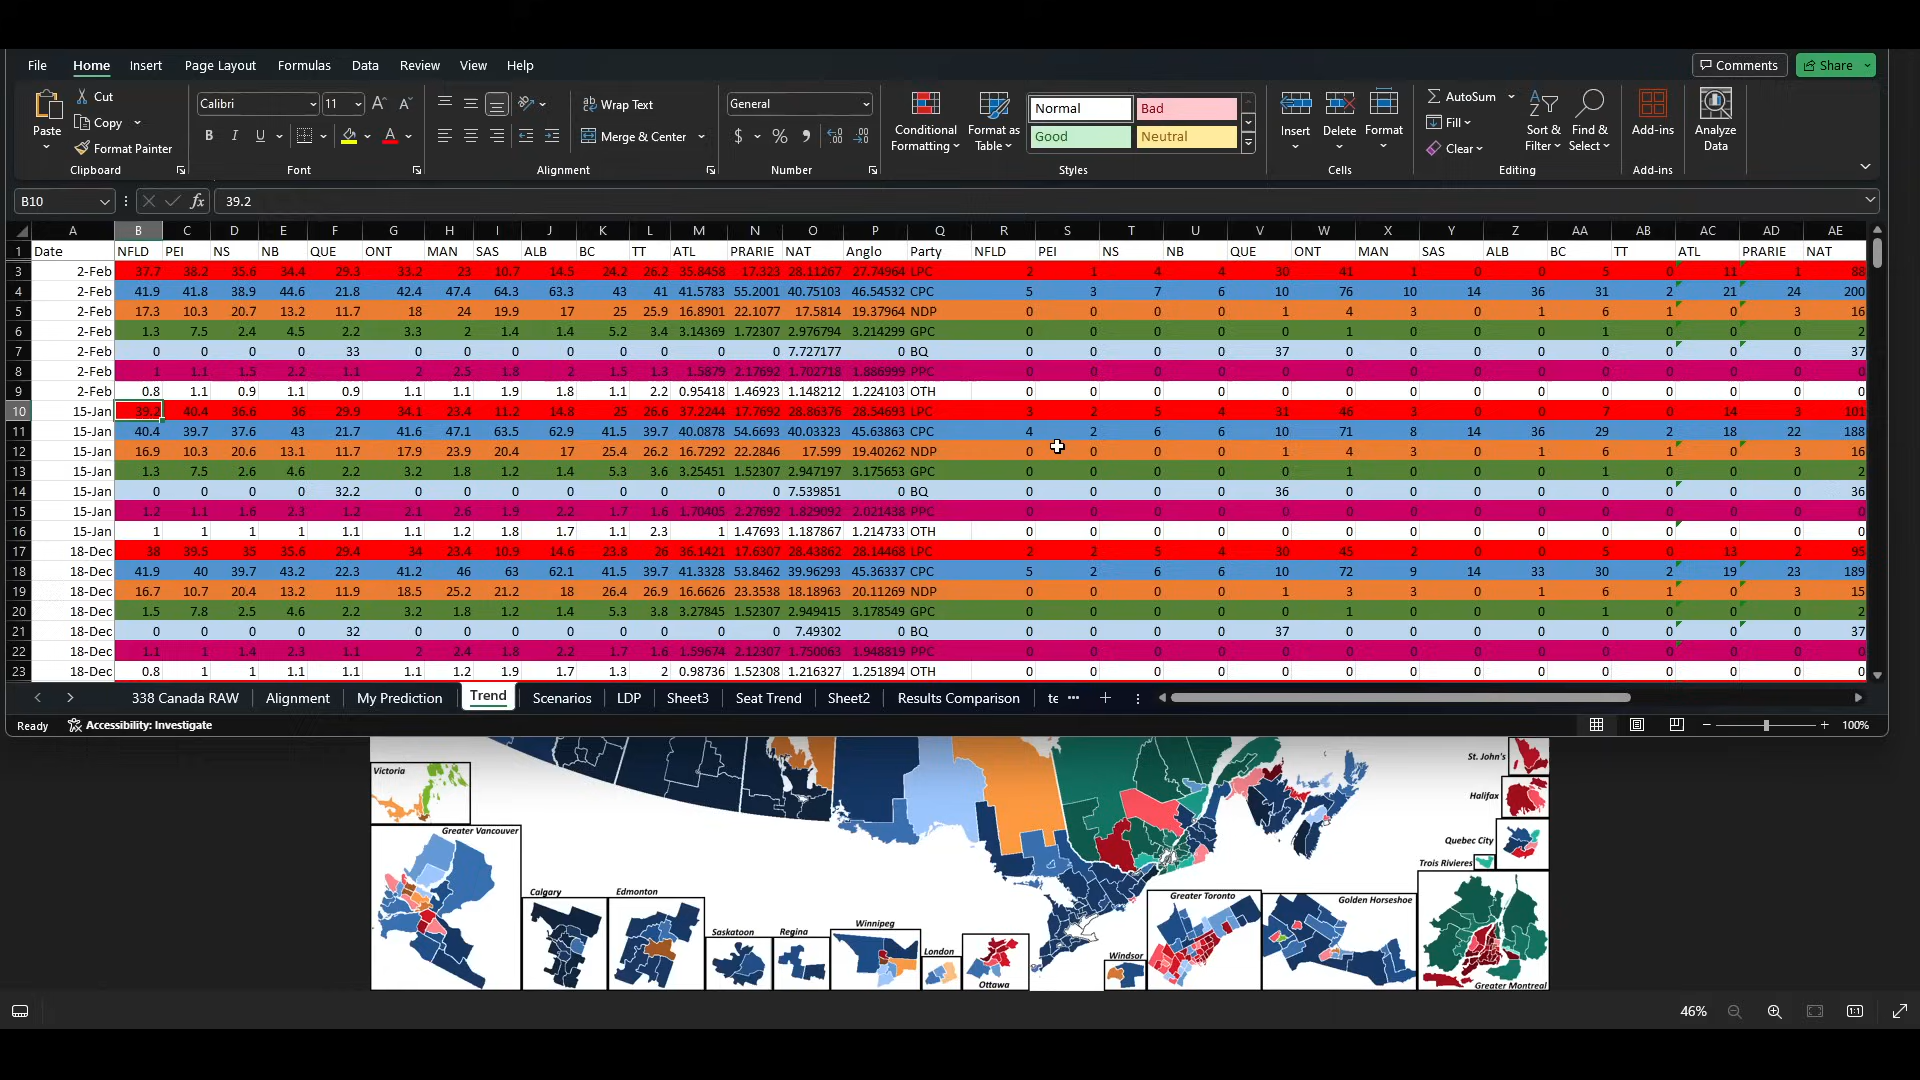 File Home Insert Page Layout Formulas Data Review View Help Comments Share
Paste Cut Copy Format Painter Clipboard
Calibri 11 A A B I U A Font
Wrap Text Merge & Center Alignment
General $ % , Number
Conditional Formatting Format as Table Normal Bad Good Neutral Styles
Insert Delete Format Cells
AutoSum Fill Clear Sort & Filter Find & Select Editing
Add-ins Add-ins
Analyze Data
B10 fx 39.2
A B C D E F G H I J K L M N O P Q R S T U V W X Y Z AA AB AC AD AE
1 Date NFLD PEI NS NB QUE ONT MAN SAS ALB BC TT ATL PRARIE NAT Anglo Party NFLD PEI NS NB QUE ONT MAN SAS ALB BC TT ATL PRARIE NAT
3 2-Feb 37.7 38.2 35.6 34.4 29.3 33.2 23 10.7 14.5 24.2 26.2 35.8458 17.323 28.11267 27.74964 LPC 2 1 4 4 30 41 1 0 0 5 0 11 1 88
4 2-Feb 41.9 41.8 38.9 44.6 21.8 42.4 47.4 64.3 63.3 43 41 41.5783 55.2001 40.75103 46.54532 CPC 5 3 7 6 10 76 10 14 36 31 2 21 24 200
5 2-Feb 17.3 10.3 20.7 13.2 11.7 18 24 19.9 17 25 25.9 16.8901 22.1077 17.5814 19.37964 NDP 0 0 0 0 1 4 3 0 1 6 1 0 3 16
6 2-Feb 1.3 7.5 2.4 4.5 2.2 3.3 2 1.4 1.4 5.2 3.4 3.14369 1.72307 2.976794 3.214299 GPC 0 0 0 0 0 1 0 0 0 1 0 0 0 2
7 2-Feb 0 0 0 0 33 0 0 0 0 0 0 0 0 7.727177 0 BQ 0 0 0 0 37 0 0 0 0 0 0 0 0 37
8 2-Feb 1 1.1 1.5 2.2 1.1 2 2.5 1.8 2 1.5 1.3 1.5879 2.17692 1.702718 1.886999 PPC 0 0 0 0 0 0 0 0 0 0 0 0 0 0
9 2-Feb 0.8 1.1 0.9 1.1 0.9 1.1 1.1 1.9 1.8 1.1 2.2 0.95418 1.46923 1.148212 1.224103 OTH 0 0 0 0 0 0 0 0 0 0 0 0 0 0
10 15-Jan 39.2 40.4 36.6 36 29.9 34.1 23.4 11.2 14.8 25 26.6 37.2244 17.7692 28.86376 28.54693 LPC 3 2 5 4 31 46 3 0 0 7 0 14 3 101
11 15-Jan 40.4 39.7 37.6 43 21.7 41.6 47.1 63.5 62.9 41.5 39.7 40.0878 54.6693 40.03323 45.63863 CPC 4 2 6 6 10 71 8 14 36 29 2 18 22 188
12 15-Jan 16.9 10.3 20.6 13.1 11.7 17.9 23.9 20.4 17 25.4 26.2 16.7292 22.2846 17.599 19.40262 NDP 0 0 0 0 1 4 3 0 1 6 1 0 3 16
13 15-Jan 1.3 7.5 2.6 4.6 2.2 3.2 1.8 1.2 1.4 5.3 3.6 3.25451 1.52307 2.947197 3.175653 GPC 0 0 0 0 0 1 0 0 0 1 0 0 0 2
14 15-Jan 0 0 0 0 32.2 0 0 0 0 0 0 0 0 7.539851 0 BQ 0 0 0 0 36 0 0 0 0 0 0 0 0 36
15 15-Jan 1.2 1.1 1.6 2.3 1.2 2.1 2.6 1.9 2.2 1.7 1.6 1.70405 2.27692 1.829092 2.021438 PPC 0 0 0 0 0 0 0 0 0 0 0 0 0 0
16 15-Jan 1 1 1 1 1.1 1.1 1.2 1.8 1.7 1.1 2.3 1 1.47693 1.187867 1.214733 OTH 0 0 0 0 0 0 0 0 0 0 0 0 0 0
17 18-Dec 38 39.5 35 35.6 29.4 34 23.4 10.9 14.6 23.8 26 36.1421 17.6307 28.43862 28.14468 LPC 2 2 5 4 30 45 2 0 0 5 0 13 2 95
18 18-Dec 41.9 40 39.7 43.2 22.3 41.2 46 63 62.1 41.5 39.7 41.3328 53.8462 39.96293 45.36337 CPC 5 2 6 6 10 72 9 14 33 30 2 19 23 189
19 18-Dec 16.7 10.7 20.4 13.2 11.9 18.5 25.2 21.2 18 26.4 26.9 16.6626 23.3538 18.18963 20.11269 NDP 0 0 0 0 1 3 3 0 1 6 1 0 3 15
20 18-Dec 1.5 7.8 2.5 4.6 2.2 3.2 1.8 1.2 1.4 5.3 3.8 3.27845 1.52307 2.949415 3.178549 GPC 0 0 0 0 0 1 0 0 0 1 0 0 0 2
21 18-Dec 0 0 0 0 32 0 0 0 0 0 0 0 0 7.49302 0 BQ 0 0 0 0 37 0 0 0 0 0 0 0 0 37
22 18-Dec 1.1 1 1.4 2.3 1.1 2 2.4 1.8 2.2 1.7 1.6 1.59674 2.12307 1.750063 1.948819 PPC 0 0 0 0 0 0 0 0 0 0 0 0 0 0
23 18-Dec 0.8 1 1 1.1 1.1 1.1 1.2 1.9 1.7 1.3 2 0.98736 1.52308 1.216327 1.251894 OTH 0 0 0 0 0 0 0 0 0 0 0 0 0 0
338 Canada RAW Alignment My Prediction Trend Scenarios LDP Sheet3 Seat Trend Sheet2 Results Comparison te ...
Ready Accessibility: Investigate 100%
Victoria
St. John's
Halifax
Greater Vancouver
Quebec City
Trois Rivieres
Calgary
Edmonton
Greater Toronto
Golden Horseshoe
Saskatoon
Regina
Winnipeg
London
Windsor
Ottawa
Greater Montreal
46% 1:1